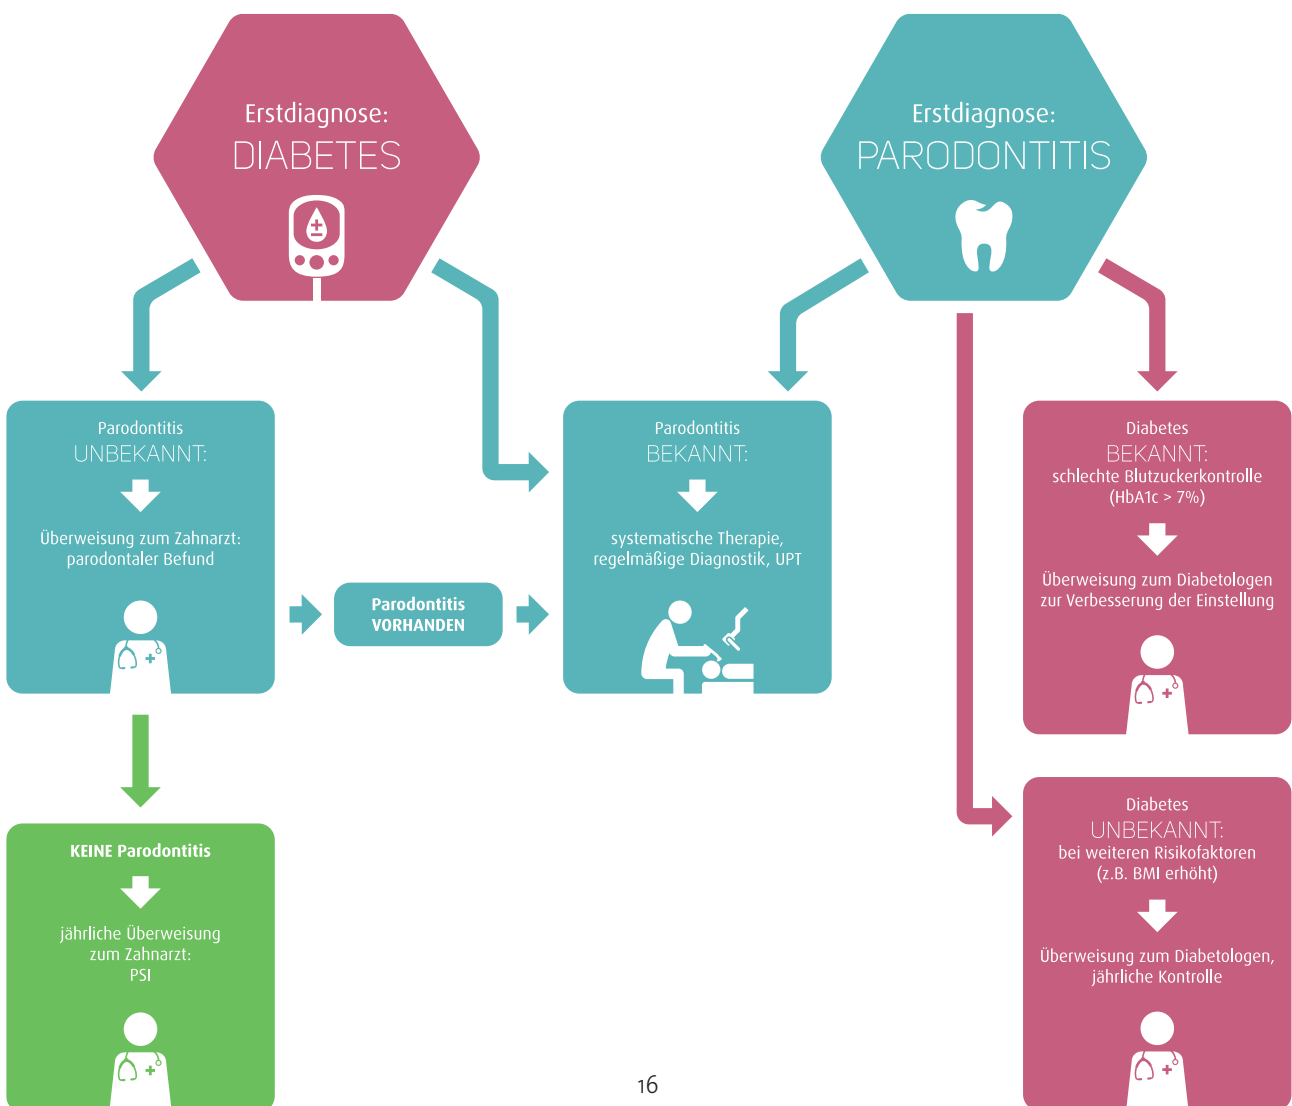 Erstdiagnose:
DIABETES
Erstdiagnose:
PARODONTITIS
Parodontitis
UNBEKANNT:
Überweisung zum Zahnarzt:
parodontaler Befund
Parodontitis
VORHANDEN
Parodontitis
BEKANNT:
systematische Therapie,
regelmäßige Diagnostik, UPT
Diabetes
BEKANNT:
schlechte Blutzuckerkontrolle
(HbA1c > 7%)
Überweisung zum Diabetologen
zur Verbesserung der Einstellung
KEINE Parodontitis
jährliche Überweisung
zum Zahnarzt:
PSI
Diabetes
UNBEKANNT:
bei weiteren Risikofaktoren
(z.B. BMI erhöht)
Überweisung zum Diabetologen,
jährliche Kontrolle
16